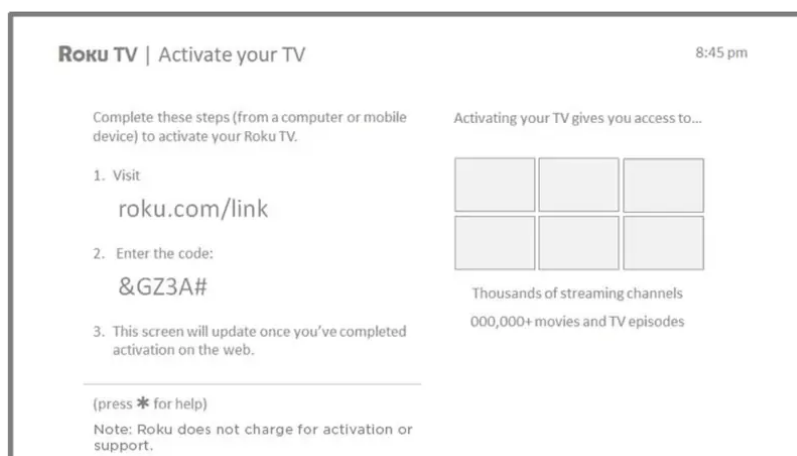 ROKU TV | Activate your TV
8:45 pm
Complete these steps (from a computer or mobile
device) to activate your Roku TV.
1. Visit
roku.com/link
2. Enter the code:
&GZ3A#
3. This screen will update once you've completed
activation on the web.
(press ✱ for help)
Note: Roku does not charge for activation or
support.
Activating your TV gives you access to...
Thousands of streaming channels
000,000+ movies and TV episodes